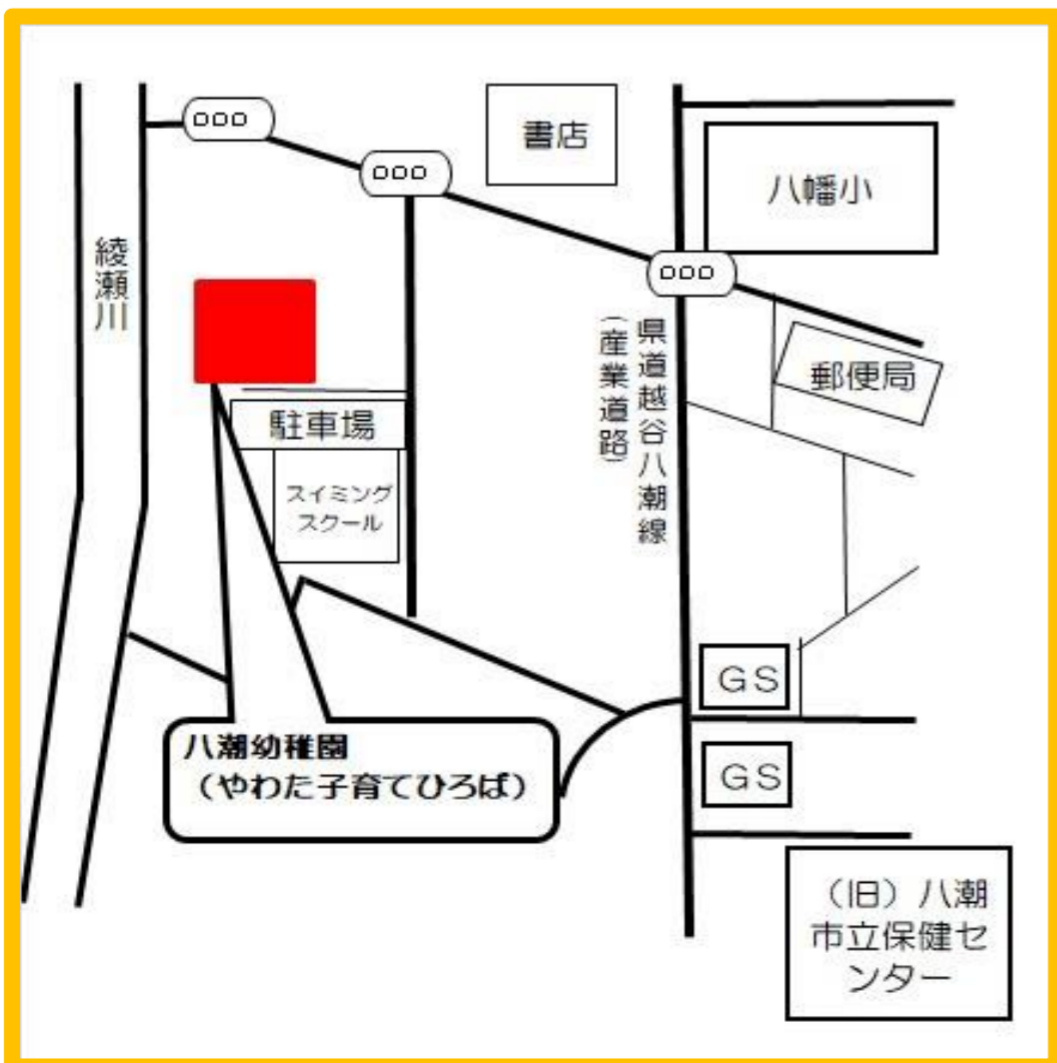 書店
八幡小
綾瀬川
県道越谷八潮線
(産業道路)
郵便局
駐車場
スイミング
スクール
GS
八潮幼稚園
(やわた子育てひろば)
GS
(旧)八潮
市立保健セ
ンター